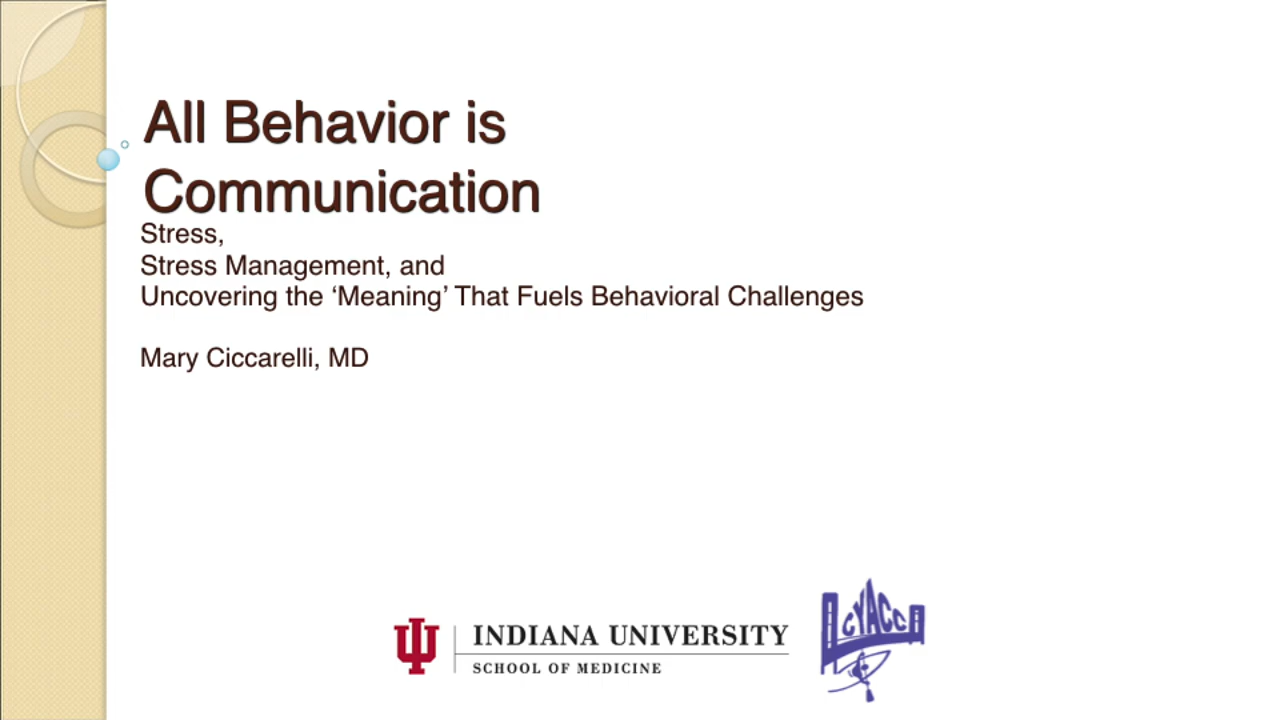 All Behavior is
Communication
Stress,
Stress Management, and
Uncovering the ‘Meaning’ That Fuels Behavioral Challenges
Mary Ciccarelli, MD
INDIANA UNIVERSITY
SCHOOL OF MEDICINE
CYACC